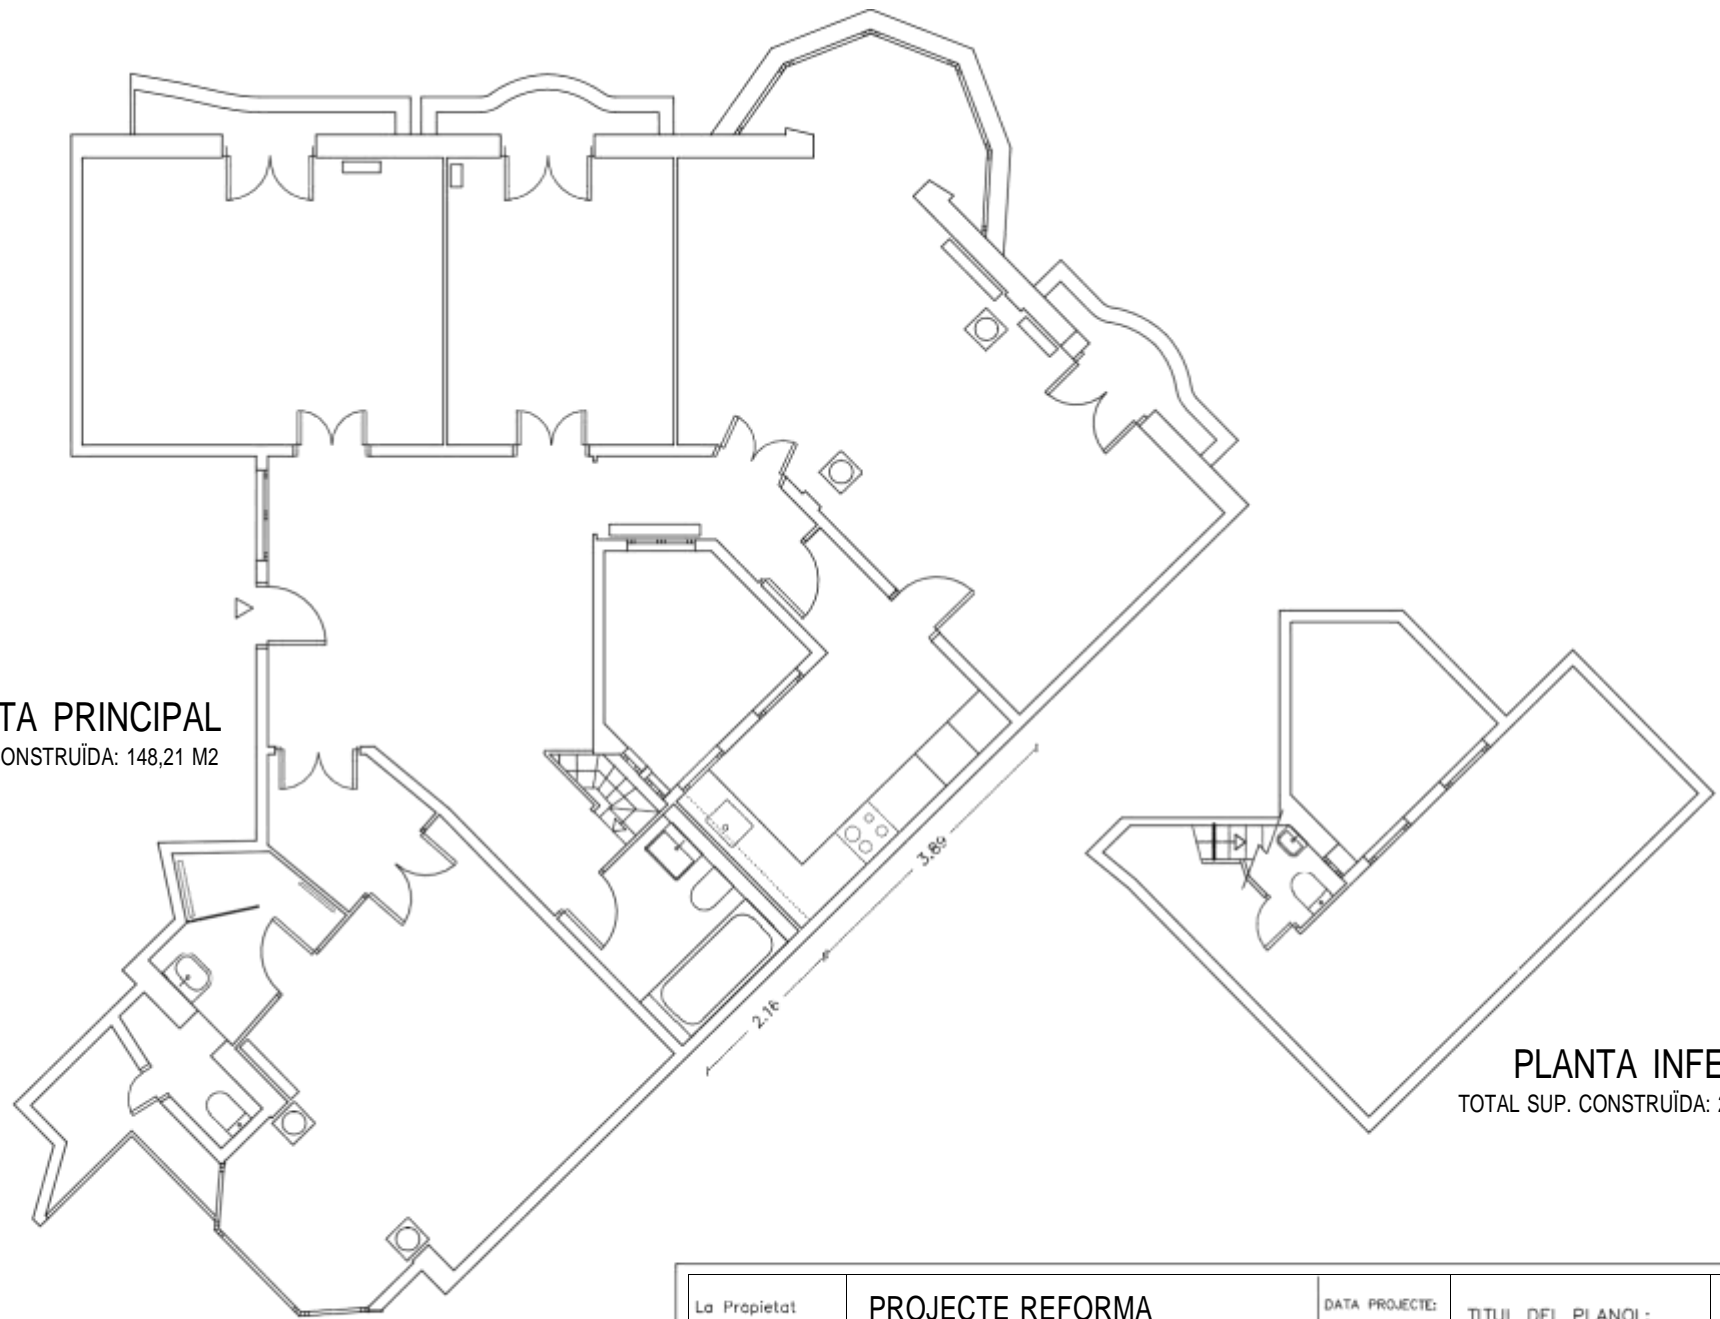 TA PRINCIPAL
ONSTRUÏDA: 148,21 M2
3.89
2.16
PLANTA INFE
TOTAL SUP. CONSTRUÏDA:
La Propietat
PROJECTE REFORMA
DATA PROJECTE:
TITUL DEL PLANOL: